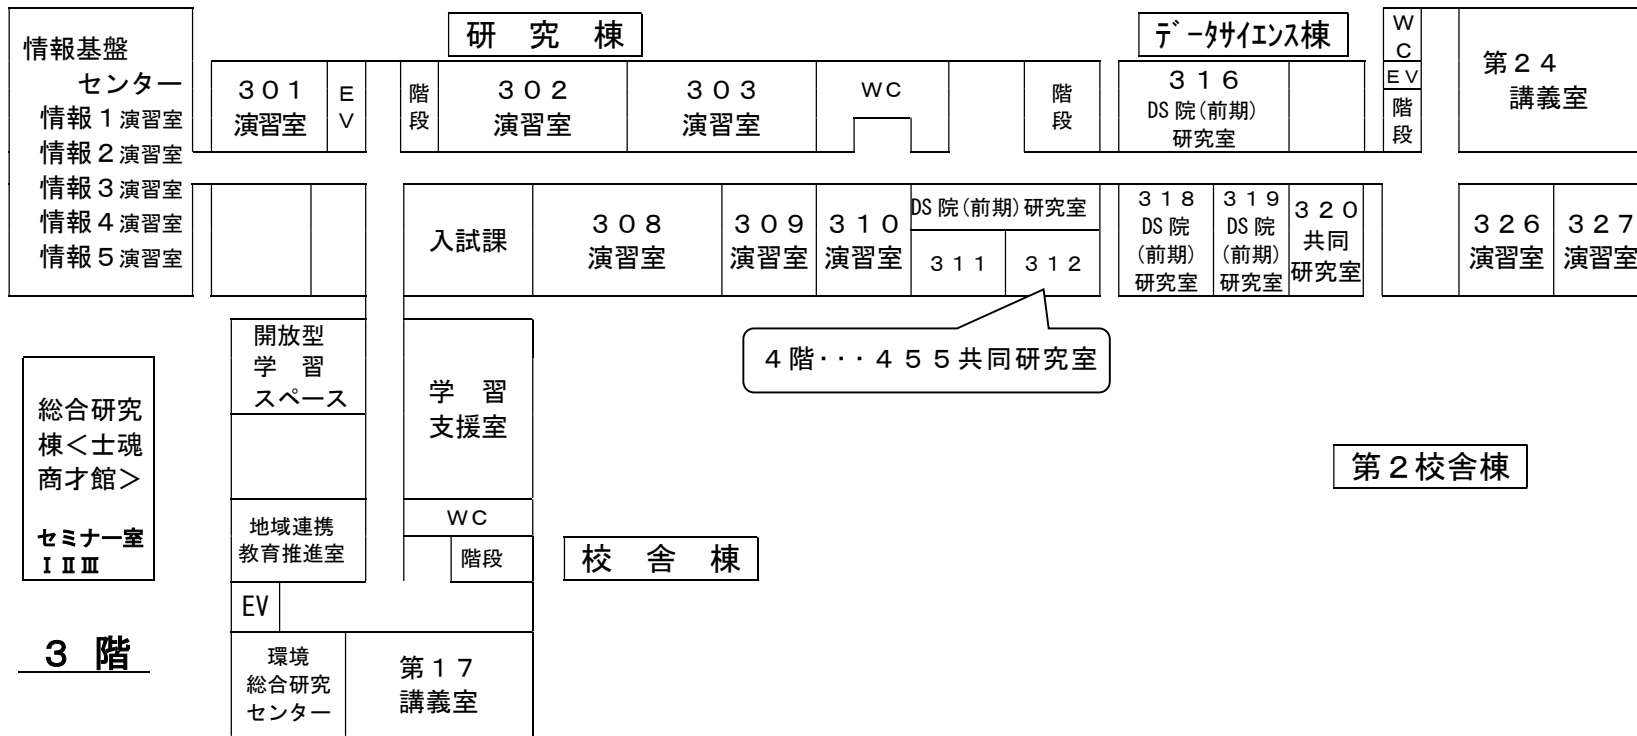 情報基盤
センター
情報1演習室
情報2演習室
情報3演習室
情報4演習室
情報5演習室
研 究 棟
データサイエンス棟
301
演習室
EV
階段
302
演習室
303
演習室
WC
階段
316
DS院(前期)
研究室
WC
EV
階段
第24
講義室
入試課
308
演習室
309
演習室
310
演習室
DS院(前期)研究室
311
312
318
DS院
(前期)
研究室
319
DS院
(前期)
研究室
320
共同
研究室
326
演習室
327
演習室
4階・・・455共同研究室
開放型
学 習
スペース
学 習
支援室
総合研究
棟<士魂
商才館>
セミナー室
ⅠⅡⅢ
第2校舎棟
地域連携
教育推進室
WC
階段
校 舎 棟
EV
3 階
環境
総合研究
センター
第17
講義室